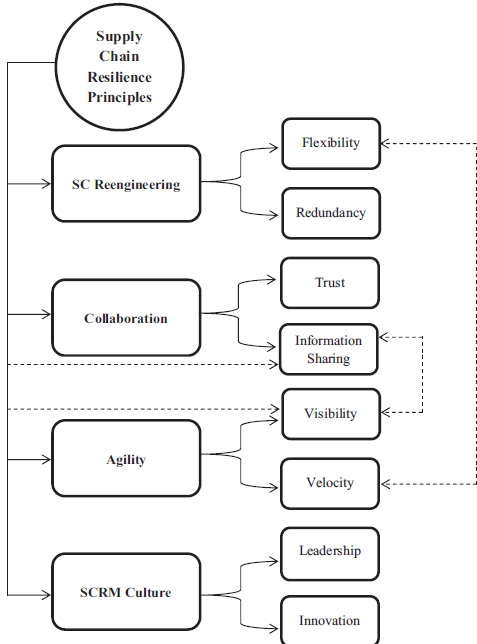 Supply
Chain
Resilience
Principles
SC Reengineering
Flexibility
Redundancy
Collaboration
Trust
Information
Sharing
Agility
Visibility
Velocity
SCRM Culture
Leadership
Innovation